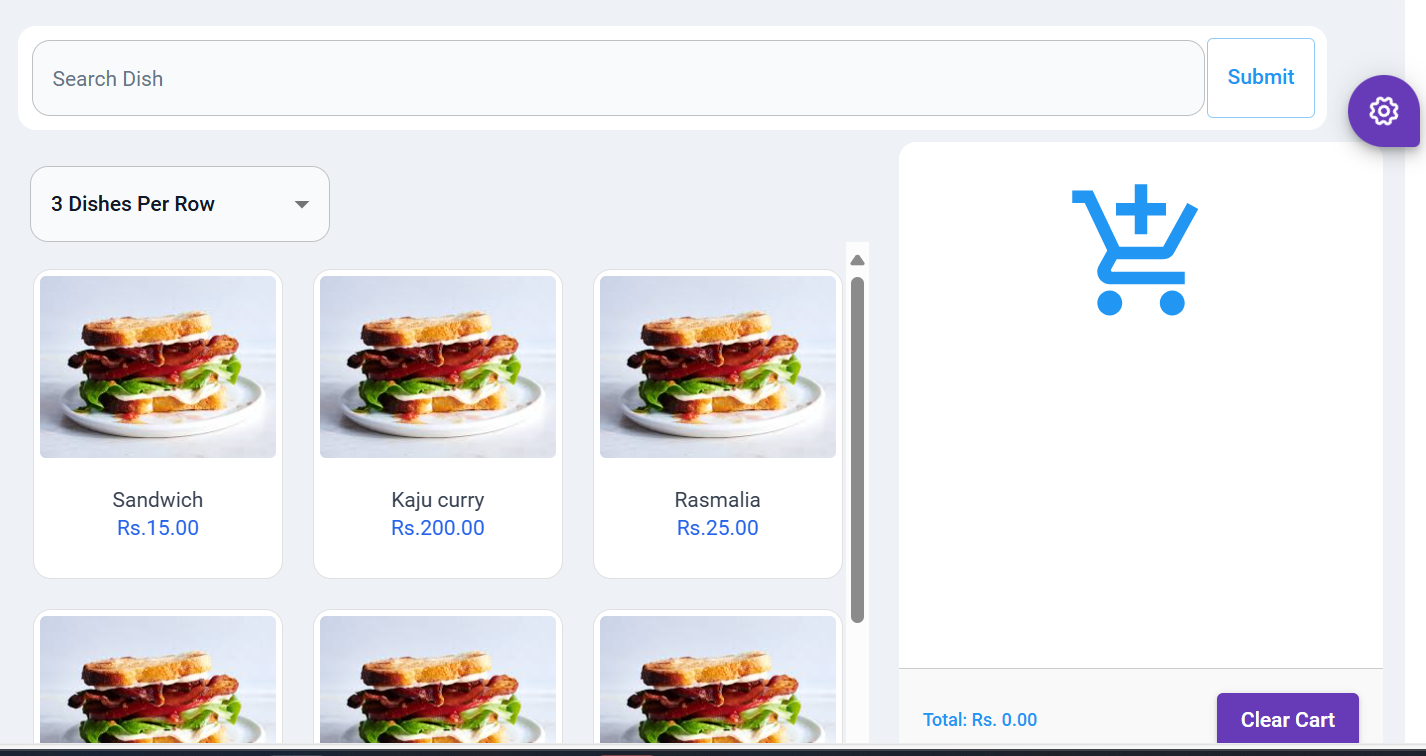 Search Dish
Submit
3 Dishes Per Row
Sandwich
Rs.15.00
Kaju curry
Rs.200.00
Rasmalia
Rs.25.00
Total: Rs. 0.00
Clear Cart